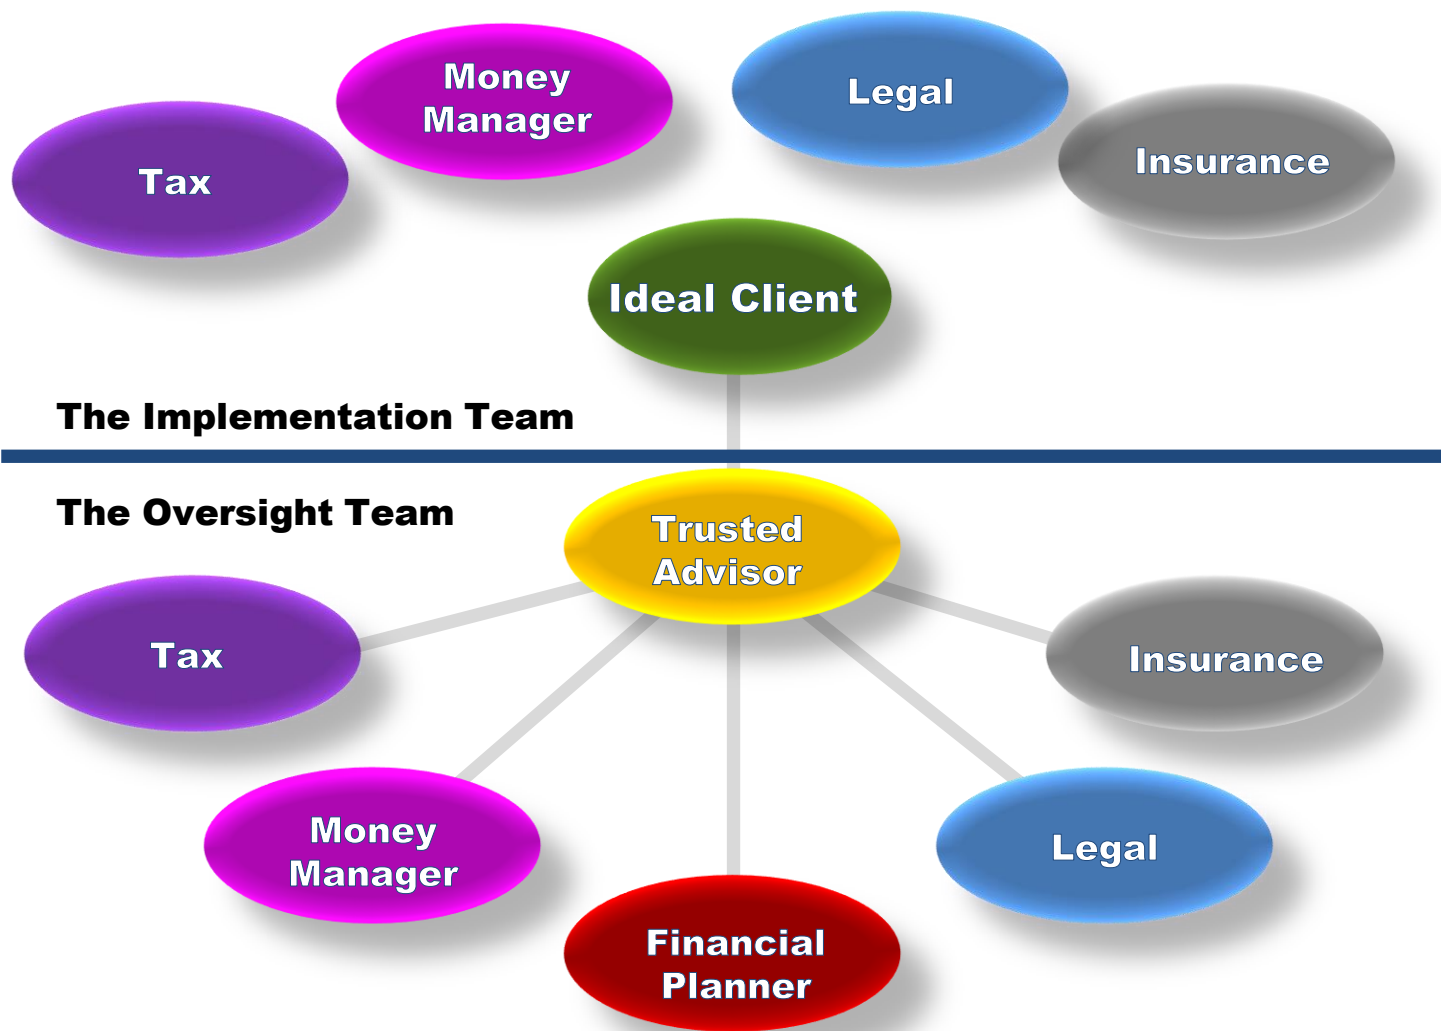 Money
Manager
Legal
Insurance
Tax
Ideal Client
The Implementation Team
The Oversight Team
Trusted
Advisor
Tax
Insurance
Money
Manager
Legal
Financial
Planner